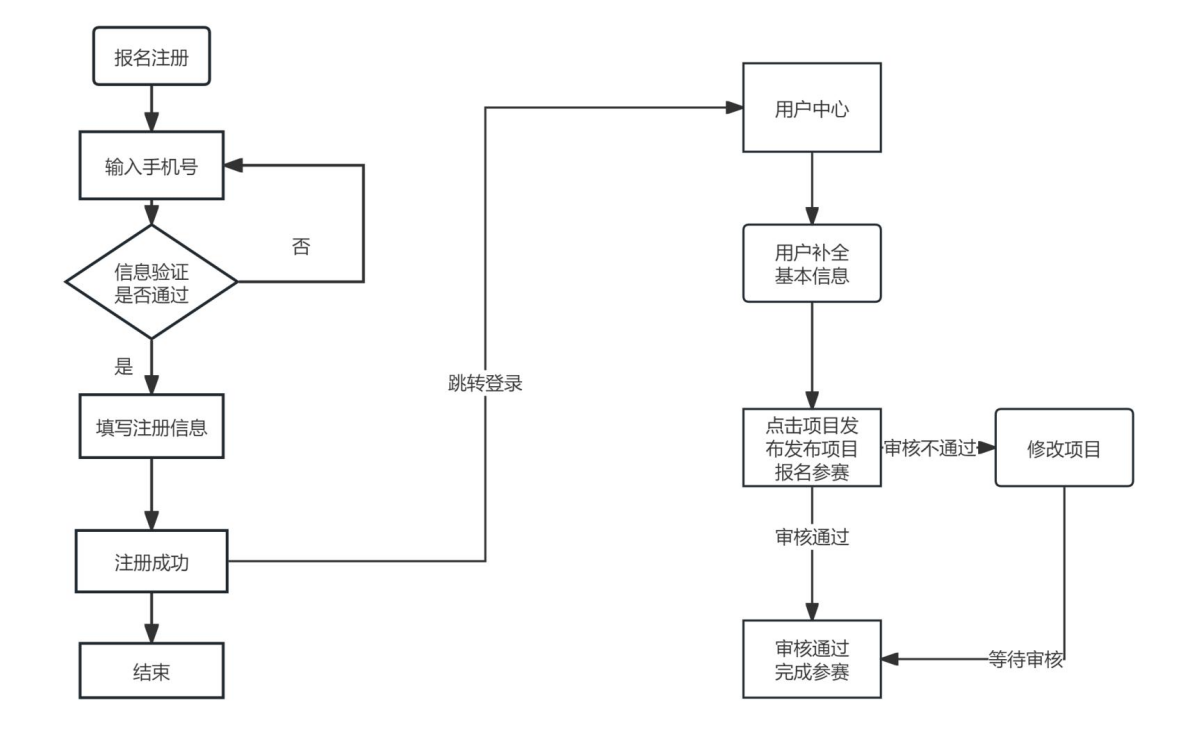 报名注册
输入手机号
信息验证
是否通过
否
是
填写注册信息
注册成功
结束
跳转登录
用户中心
用户补全
基本信息
点击项目发
布发布项目
报名参赛
审核不通过
修改项目
审核通过
审核通过
完成参赛
等待审核